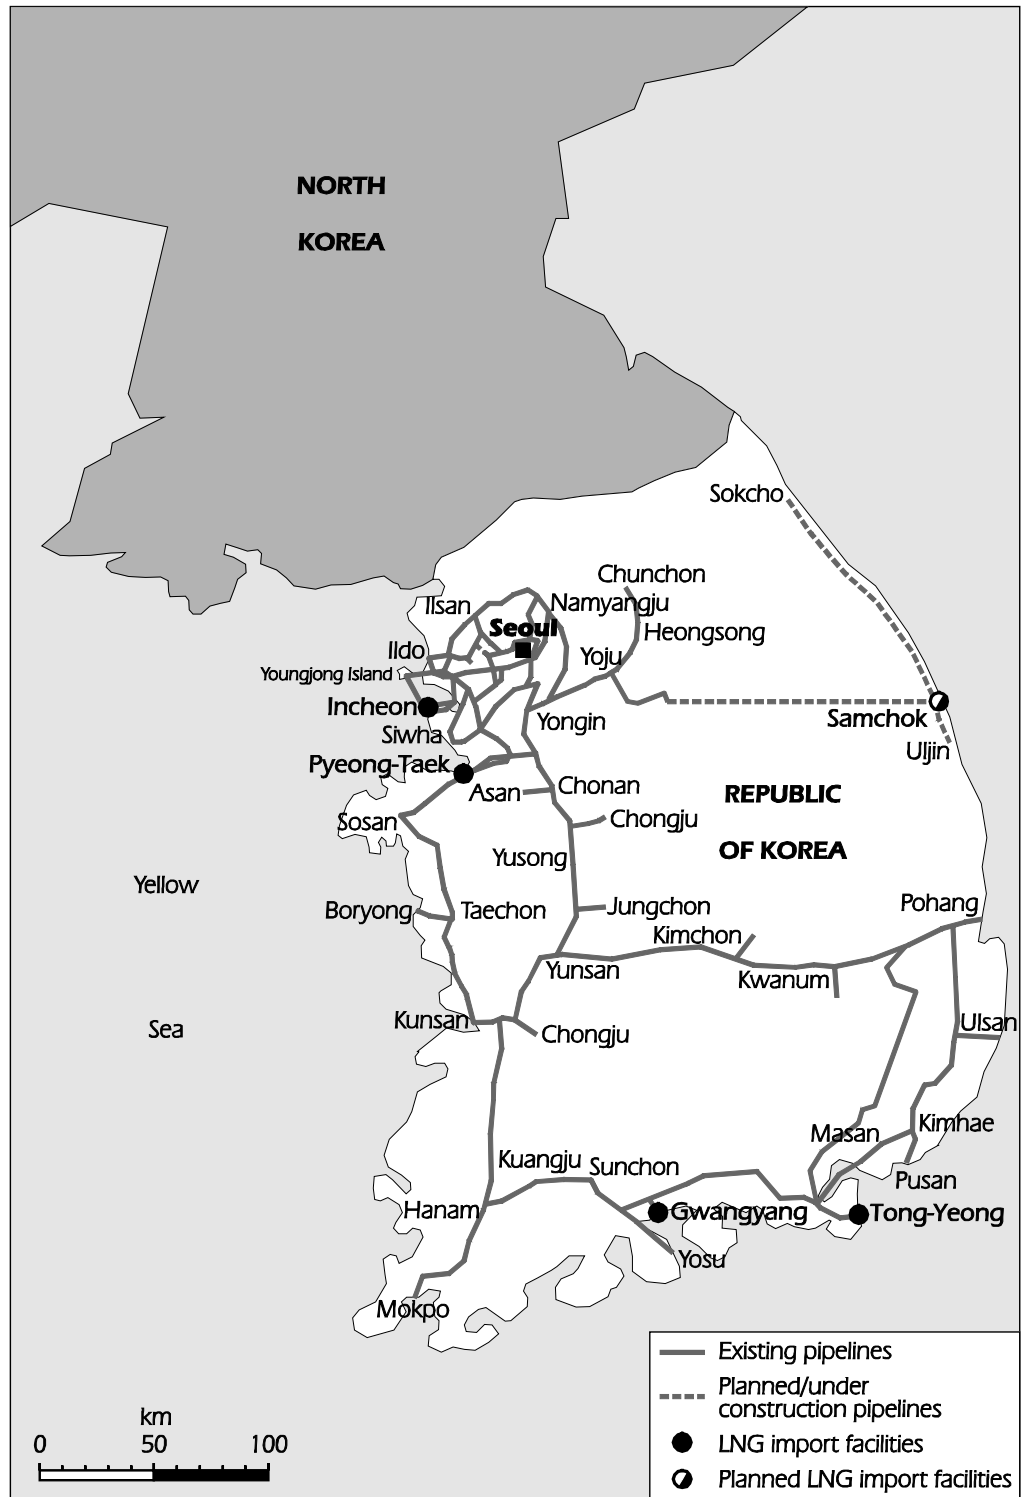 NORTH
KOREA
Sokcho
Chunchon
Ilsan
Namyangju
Seoul
Heongsong
Ildo
Yoju
Youngjong Island
Incheon
Samchok
Yongin
Siwha
Uljin
Pyeong-Taek
Asan
Chonan
REPUBLIC
Sosan
Chongju
OF KOREA
Yusong
Yellow
Boryong
Taechon
Jungchon
Pohang
Kimchon
Yunsan
Kwanum
Sea
Kunsan
Chongju
Ulsan
Masan
Kimhae
Kuangju
Sunchon
Pusan
Hanam
Gwangyang
Tong-Yeong
Yosu
Mokpo
Existing pipelines
Planned/under
construction pipelines
LNG import facilities
Planned LNG import facilities
km
0 50 100